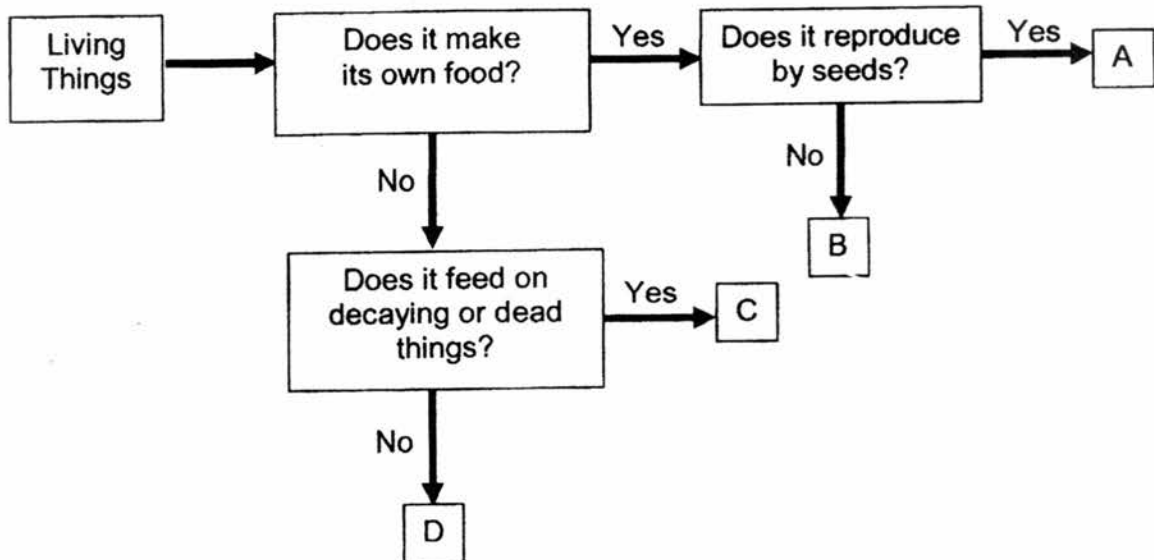 Living
Things
Does it make
its own food?
Yes
Does it reproduce
by seeds?
Yes
A
No
No
B
Does it feed on
decaying or dead
things?
Yes
C
No
D